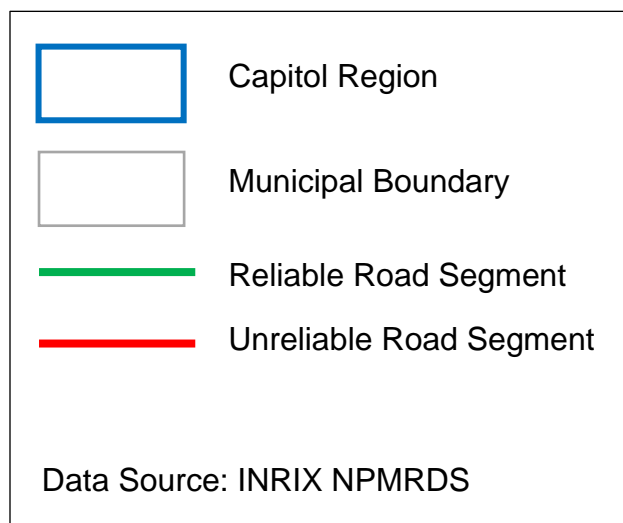 Capitol Region
Municipal Boundary
Reliable Road Segment
Unreliable Road Segment
Data Source: INRIX NPMRDS